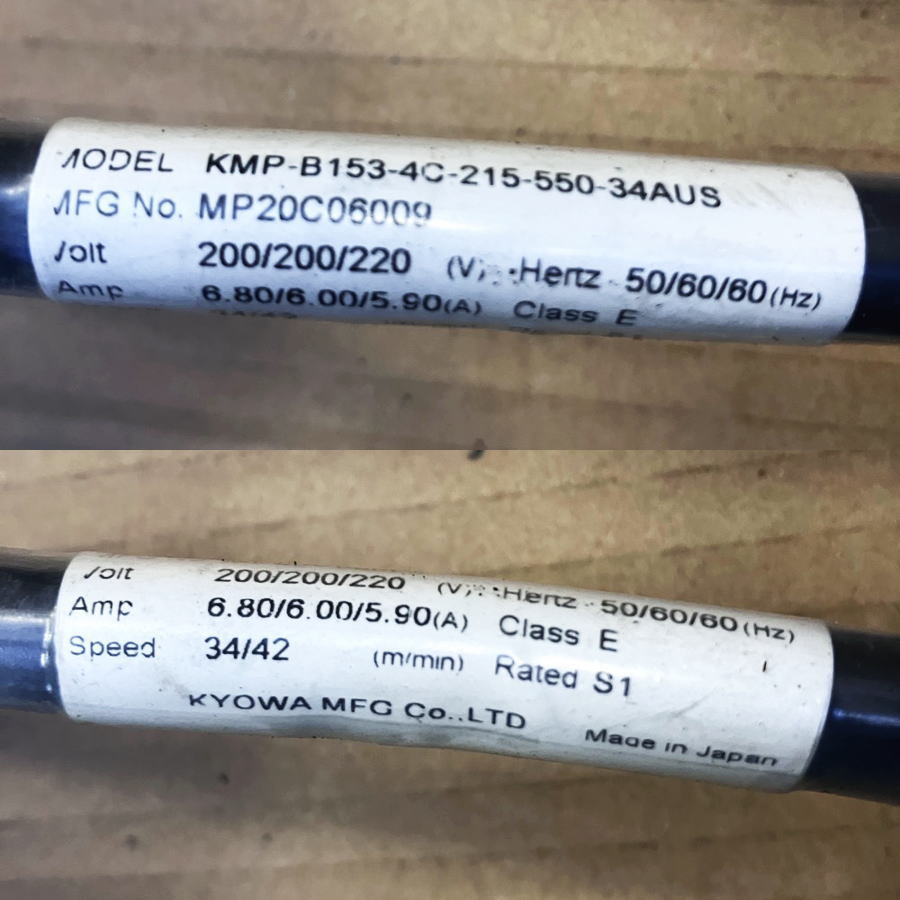 MODEL KMP-B153-4C-215-550-34AUS
MFG No. MP20C06009
Volt 200/200/220 (V) Hertz 50/60/60(Hz)
Amp 6.80/6.00/5.90(A) Class E
34/42
Volt 200/200/220 (V) Hertz 50/60/60(Hz)
Amp 6.80/6.00/5.90(A) Class E
Speed 34/42 (m/min) Rated S1
KYOWA MFG Co.,LTD
Made in Japan